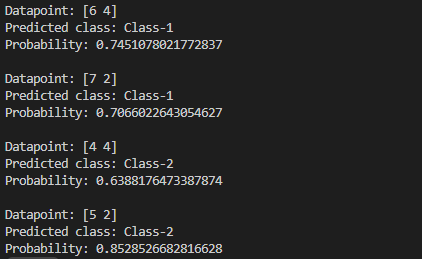 Datapoint: [6 4]
Predicted class: Class-1
Probability: 0.7451078021772837
Datapoint: [7 2]
Predicted class: Class-1
Probability: 0.7066022643054627
Datapoint: [4 4]
Predicted class: Class-2
Probability: 0.6388176473387874
Datapoint: [5 2]
Predicted class: Class-2
Probability: 0.8528526682816628